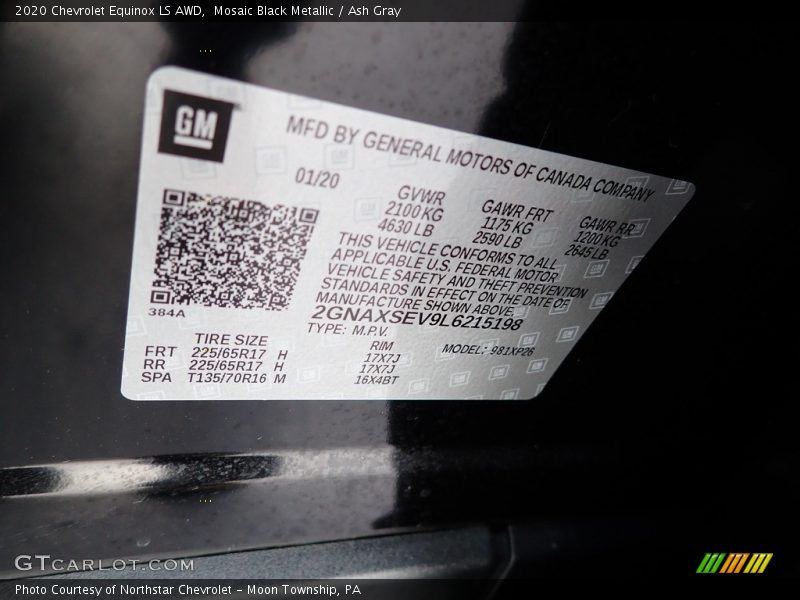 2020 Chevrolet Equinox LS AWD,  Mosaic Black Metallic / Ash Gray
GM
MFD BY GENERAL MOTORS OF CANADA COMPANY
01/20
GVWR GAWR FRT GAWR RR
2100 KG 1175 KG 1200 KG
4630 LB 2590 LB 2645 LB
THIS VEHICLE CONFORMS TO ALL
APPLICABLE U.S. FEDERAL MOTOR
VEHICLE SAFETY AND THEFT PREVENTION
STANDARDS IN EFFECT ON THE DATE OF
MANUFACTURE SHOWN ABOVE.
384A
2GNAXSEV9L6215198
TYPE: M.P.V.
TIRE SIZE RIM MODEL: 981XP26
FRT 225/65R17 H 17X7J
RR 225/65R17 H 17X7J
SPA T135/70R16 M 16X4BT
GTCARLOT.COM
Photo Courtesy of Northstar Chevrolet - Moon Township, PA